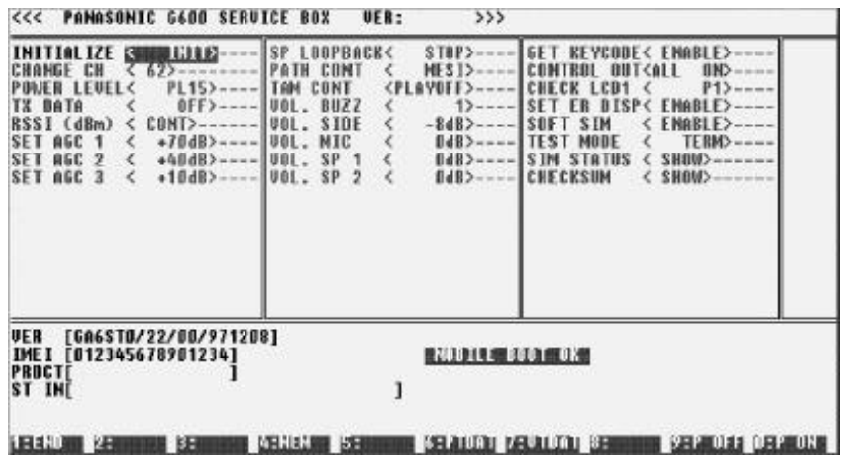 <<< PANASONIC G600 SERVICE BOX VER: >>>
INITIALIZE < INIT>----
CHANGE CH < 62>--------
POWER LEVEL< PL15>----
TX DATA < OFF>----
RSSI (dBm) < CONT>------
SET AGC 1 < +70dB>----
SET AGC 2 < +40dB>----
SET AGC 3 < +10dB>----
SP LOOPBACK< STOP>----
PATH CONT < MESI>----
TAM CONT <PLAYOFF>----
VOL. BUZZ < 1>----
VOL. SIDE < -8dB>----
VOL. MIC < 0dB>----
VOL. SP 1 < 0dB>----
VOL. SP 2 < 0dB>----
GET KEYCODE< ENABLE>----
CONTROL OUT<ALL ON>----
CHECK LCD1 < P1>----
SET ER DISP< ENABLE>----
SOFT SIM < ENABLE>----
TEST MODE < TERM>----
SIM STATUS < SHOW>------
CHECKSUM < SHOW>------
VER [GA6ST0/22/00/971208]
IMEI [012345678901234]
MOBILE BOOT OK
PRDCT[ ]
ST IN[ ]
1:END 2: 3: 4:MEM 5: 6:PTDAT 7:VTDAT 8: 9:P OFF 0:P ON